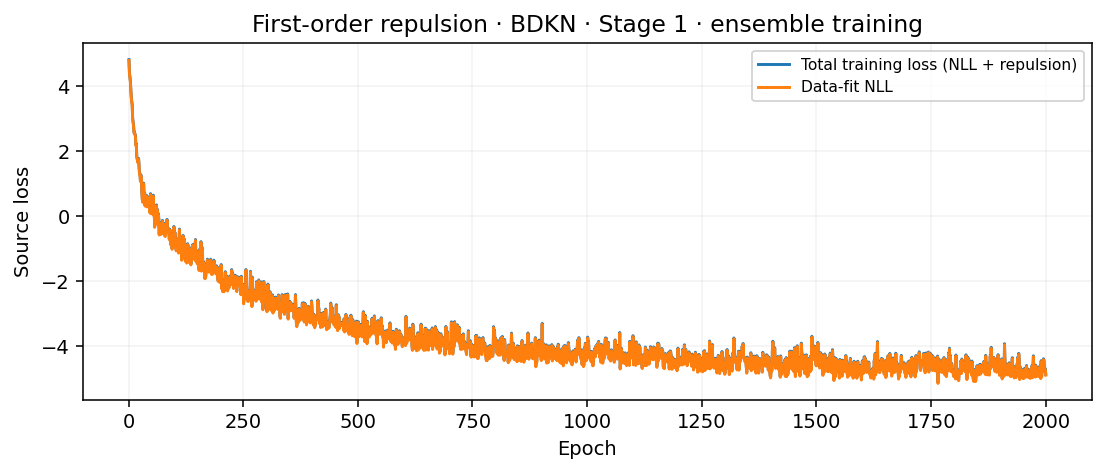 First-order repulsion · BDKN · Stage 1 · ensemble training
Total training loss (NLL + repulsion)
Data-fit NLL
Source loss
4
2
0
−2
−4
0 250 500 750 1000 1250 1500 1750 2000
Epoch